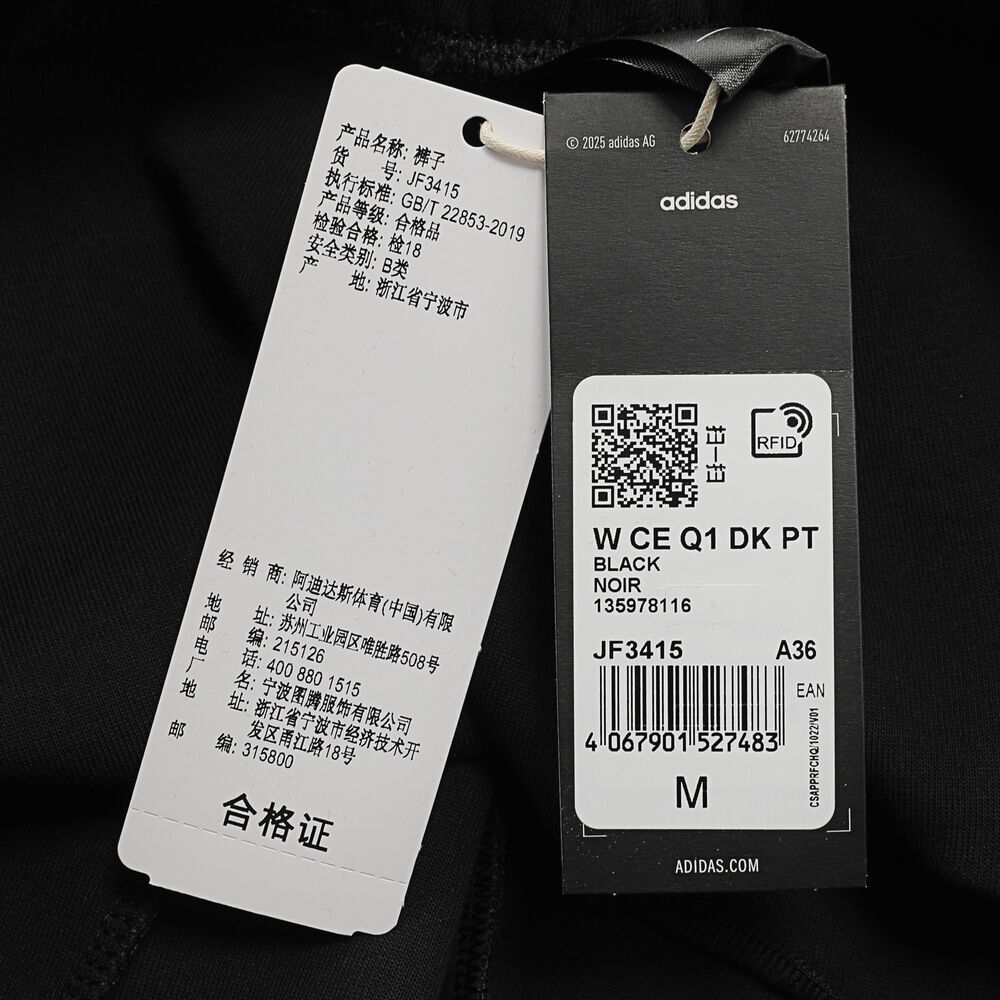 产品名称: 裤子
货 号: JF3415
执行标准: GB/T 22853-2019
产品等级: 合格品
检验合格: 检18
安全类别: B类
产 地: 浙江省宁波市
经 销 商: 阿迪达斯体育(中国)有限
公司
地 址: 苏州工业园区唯胜路508号
邮 编: 215126
电 话: 400 880 1515
厂 名: 宁波图腾服饰有限公司
地 址: 浙江省宁波市经济技术开
发区甬江路18号
邮 编: 315800
合格证
© 2025 adidas AG
62774264
adidas
RFID
W CE Q1 DK PT
BLACK
NOIR
135978116
JF3415 A36
EAN
4 067901 527483
CSAPPRFCHQ/1022/V01
M
ADIDAS.COM